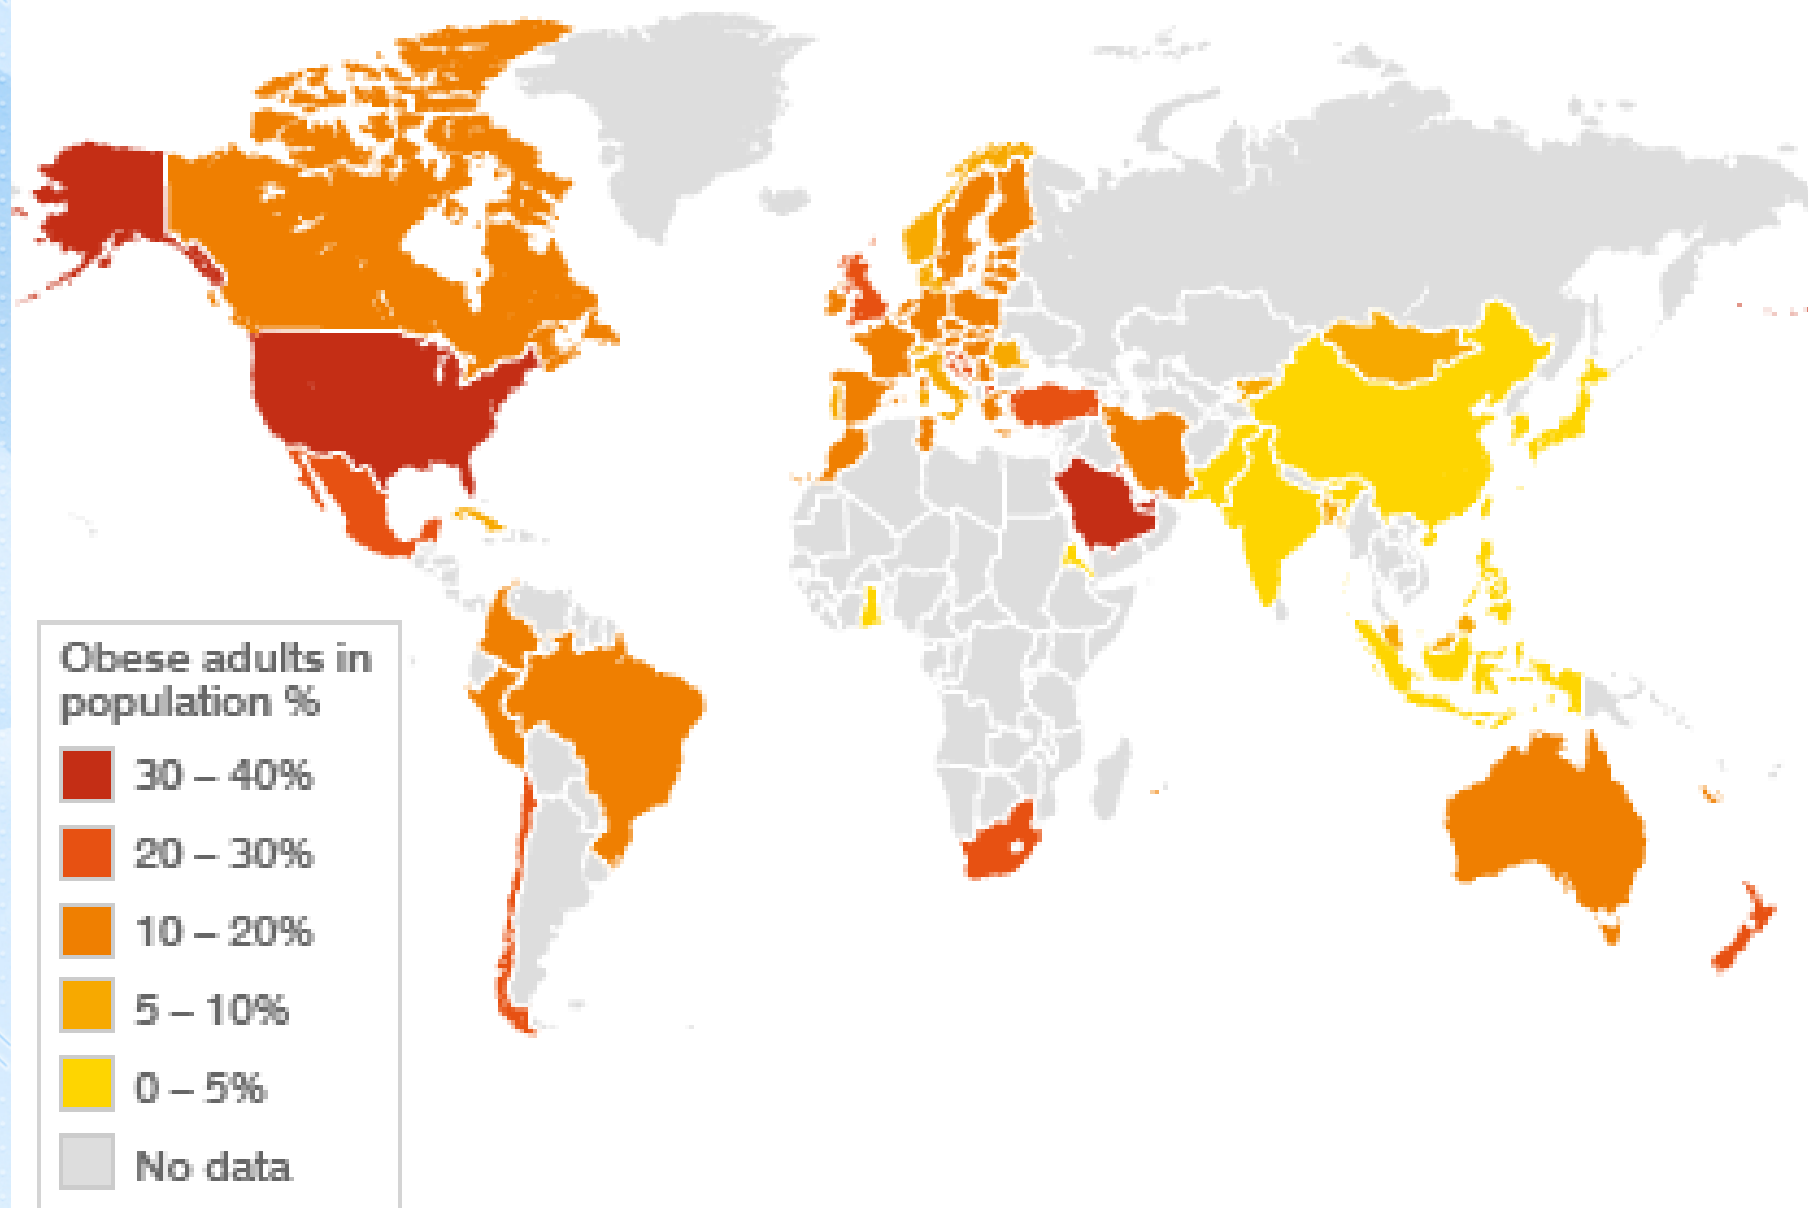 Obese adults in
population %
30 – 40%
20 – 30%
10 – 20%
5 – 10%
0 – 5%
No data